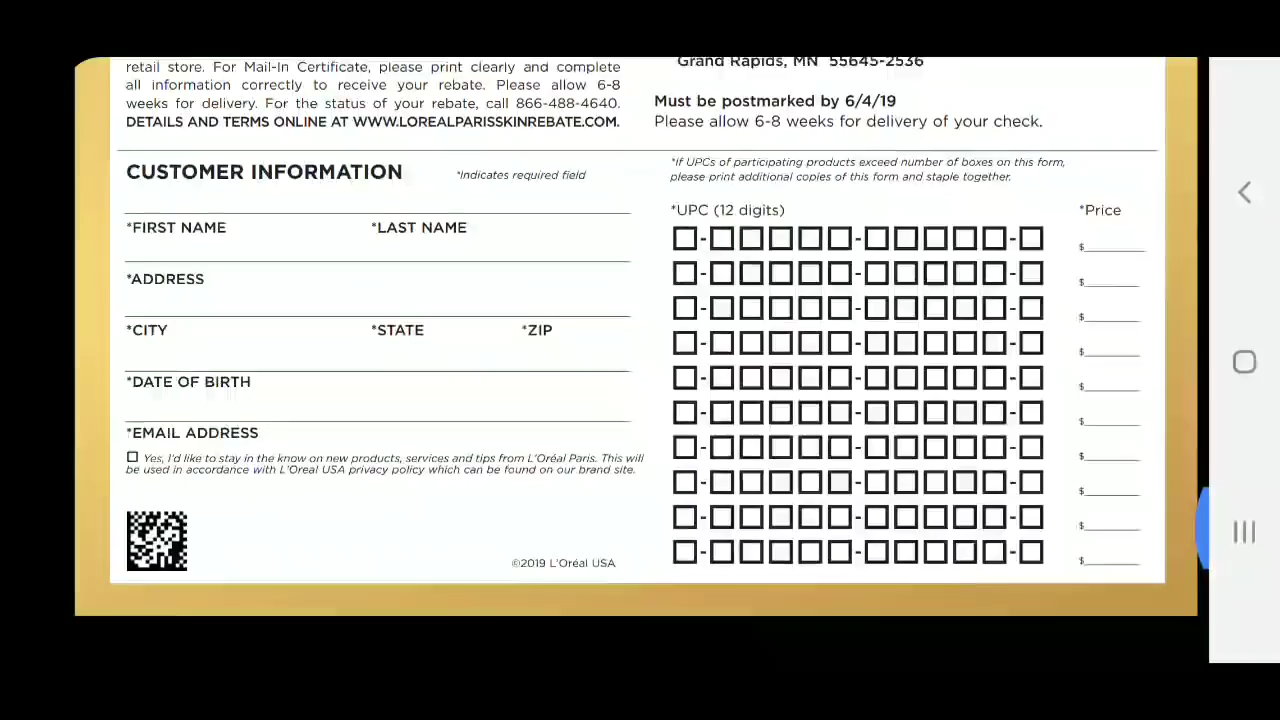 retail store. For Mail-In Certificate, please print clearly and complete
all information correctly to receive your rebate. Please allow 6-8
weeks for delivery. For the status of your rebate, call 866-488-4640.
DETAILS AND TERMS ONLINE AT WWW.LOREALPARISSKINREBATE.COM.
Grand Rapids, MN 55645-2536
Must be postmarked by 6/4/19
Please allow 6-8 weeks for delivery of your check.
CUSTOMER INFORMATION
*Indicates required field
*FIRST NAME *LAST NAME
*ADDRESS
*CITY *STATE *ZIP
*DATE OF BIRTH
*EMAIL ADDRESS
Yes, I'd like to stay in the know on new products, services and tips from L'Oréal Paris. This will
be used in accordance with L'Oreal USA privacy policy which can be found on our brand site.
©2019 L'Oréal USA
*If UPCs of participating products exceed number of boxes on this form,
please print additional copies of this form and staple together.
*UPC (12 digits) *Price
$
$
$
$
$
$
$
$
$
$